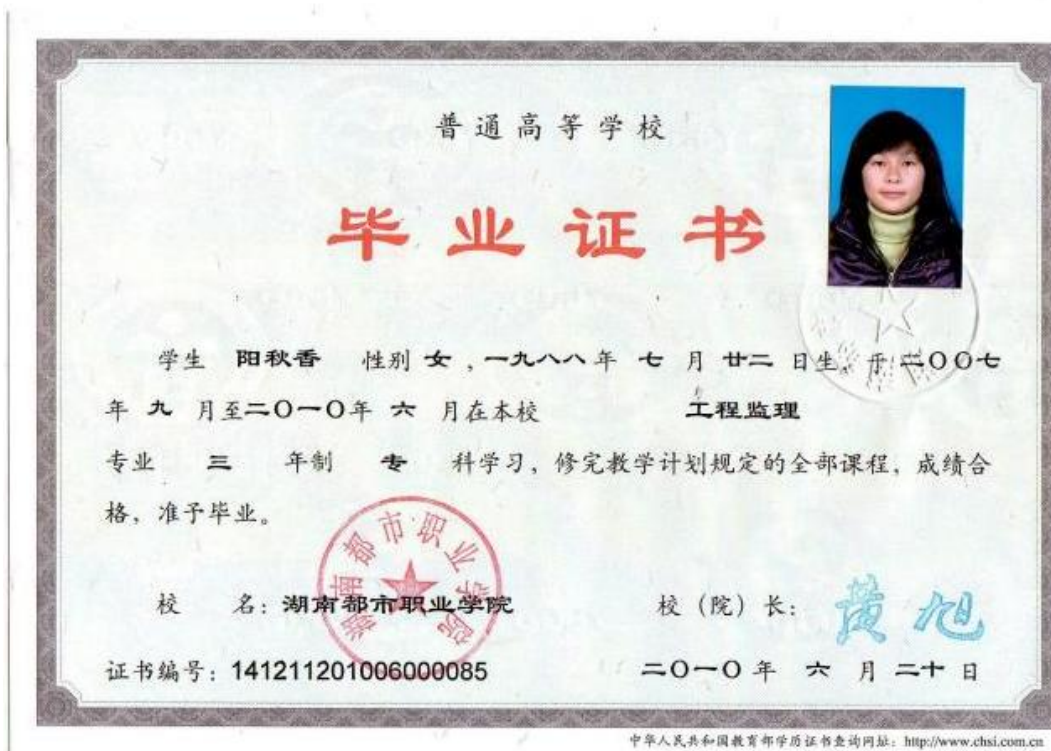 普通高等学校
毕业证书
学生 阳秋香 性别 女，一九八八年 七 月 廿二 日生，于二〇〇七
年 九 月至二〇一〇年 六 月在本校 工程监理
专业 三 年制 专 科学习，修完教学计划规定的全部课程，成绩合
格，准予毕业。
湖南都市职业学院
校 名：湖南都市职业学院 校（院）长：黄旭
证书编号：141211201006000085 二〇一〇年 六 月 二十 日
中华人民共和国教育部学历证书查询网址：http://www.chsi.com.cn